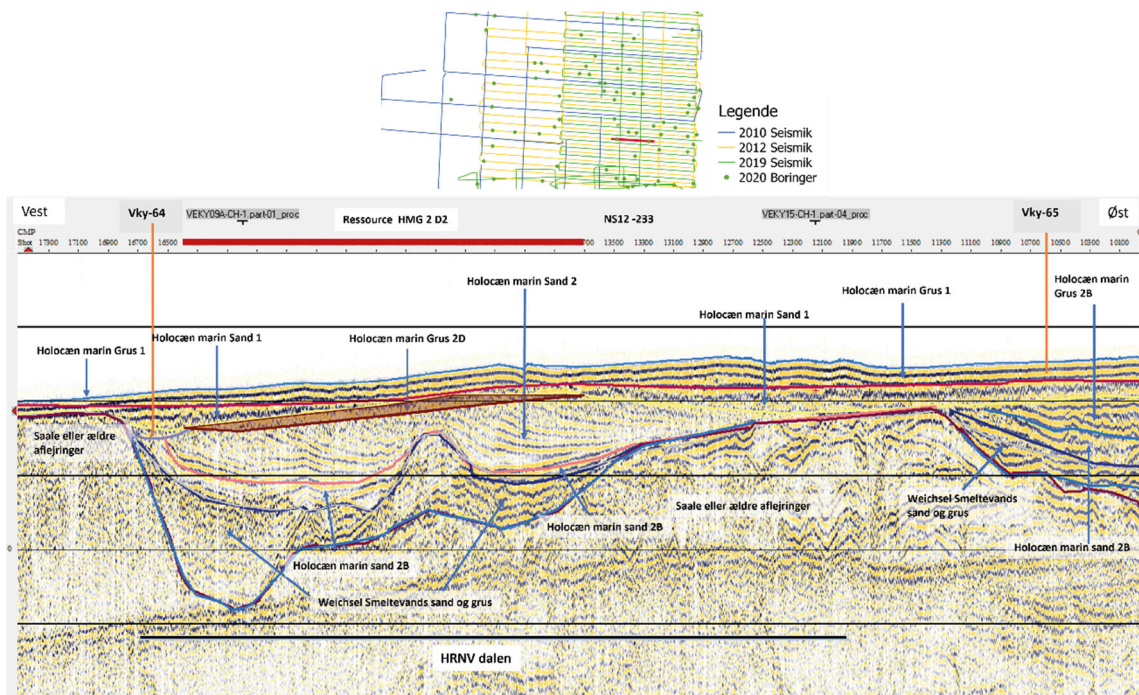 Legende
2010 Seismik
2012 Seismik
2019 Seismik
2020 Boringer
Vest
Vky-64
VEKY09A-CH-1.part-01_proc
Ressource HMG 2 D2
NS12 -233
VEKY15-CH-1.part-04_proc
Vky-65
Øst
CMP
Shot 17300 17100 16900 16700 16500 13500 13300 13100 12900 12700 12500 12300 12100 11900 11700 11500 11300 11100 10900 10700 10500 10300 10100
Holocæn marin Sand 2
Holocæn marin Grus 1
Holocæn marin
Grus 2B
Holocæn marin Sand 1
Holocæn marin Grus 1
Holocæn marin Sand 1
Holocæn marin Grus 2D
Saale eller ældre
aflejringer
Saale eller ældre aflejringer
Weichsel Smeltevands
sand og grus
Holocæn marin sand 2B
Holocæn marin sand 2B
Holocæn marin sand 2B
Weichsel Smeltevands sand og grus
HRNV dalen